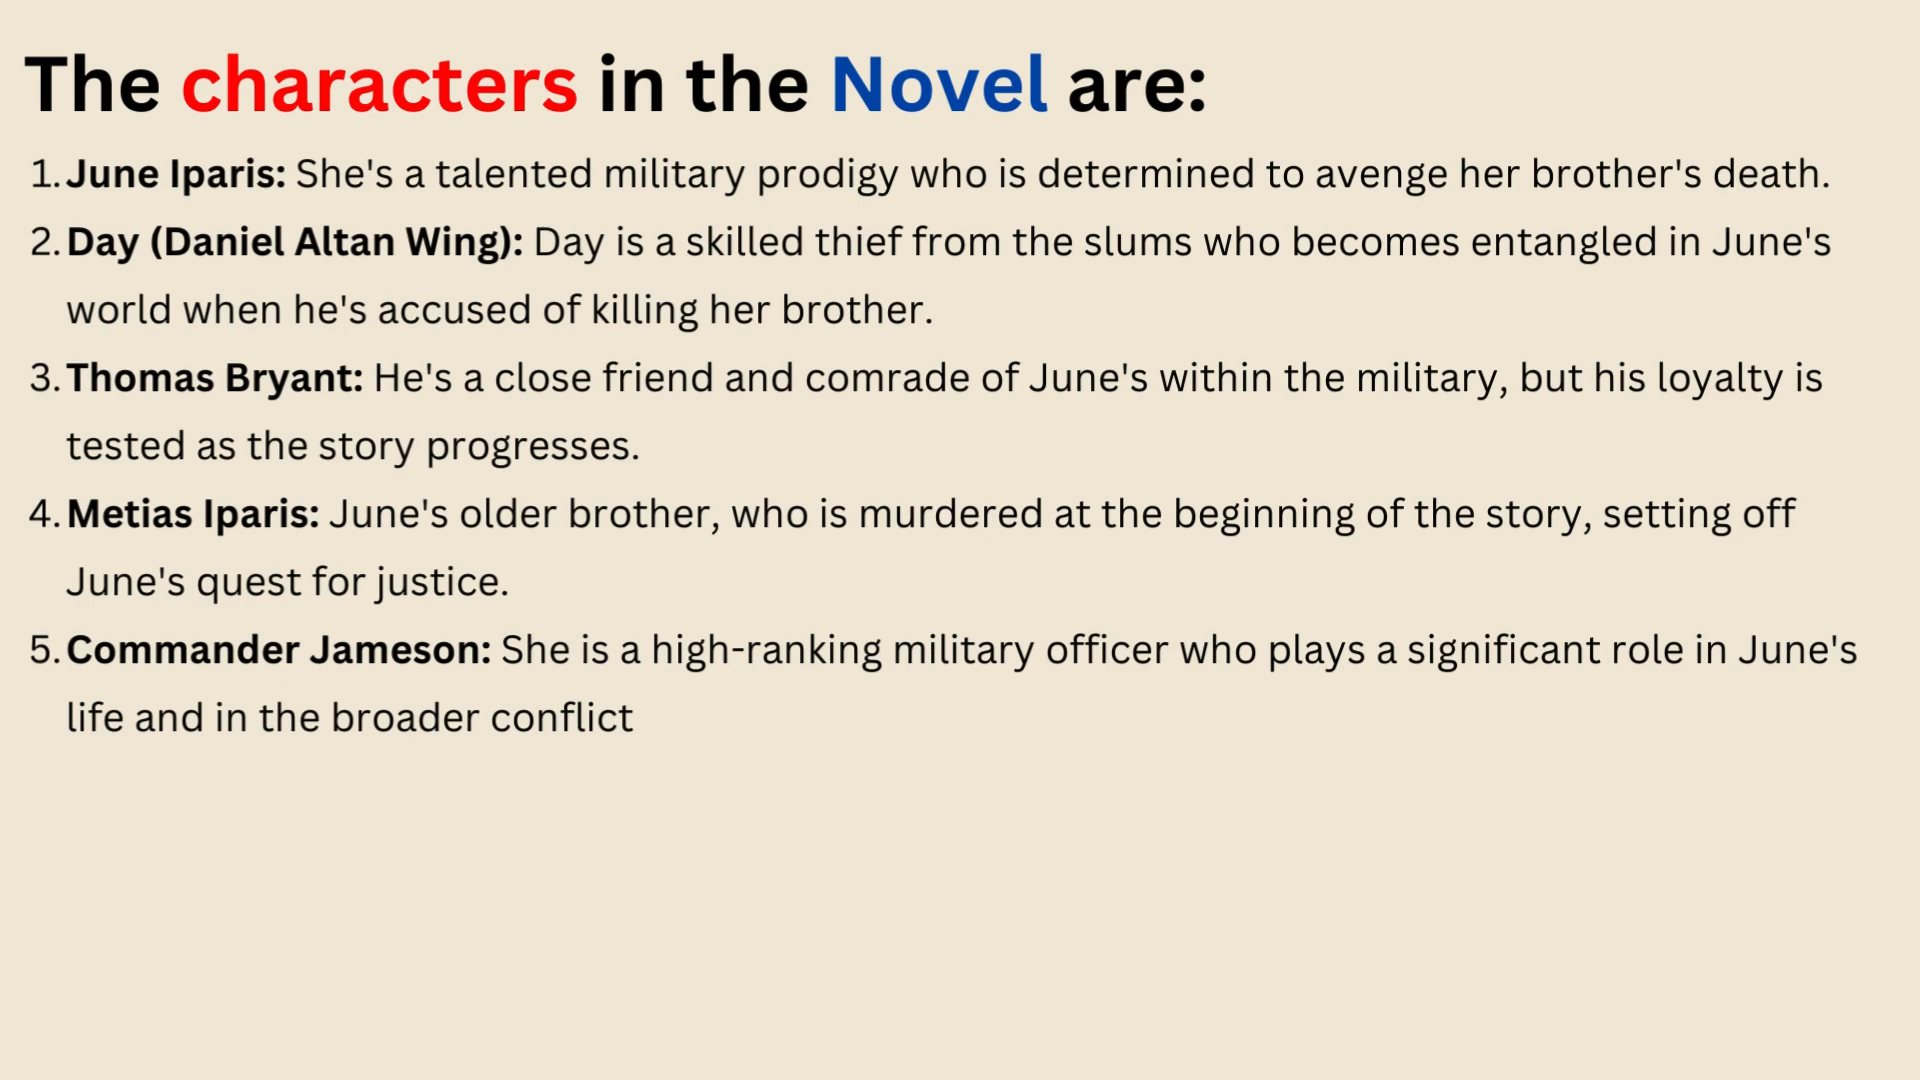 The characters in the Novel are:
1. June Iparis: She's a talented military prodigy who is determined to avenge her brother's death.
2. Day (Daniel Altan Wing): Day is a skilled thief from the slums who becomes entangled in June's
world when he's accused of killing her brother.
3. Thomas Bryant: He's a close friend and comrade of June's within the military, but his loyalty is
tested as the story progresses.
4. Metias Iparis: June's older brother, who is murdered at the beginning of the story, setting off
June's quest for justice.
5. Commander Jameson: She is a high-ranking military officer who plays a significant role in June's
life and in the broader conflict